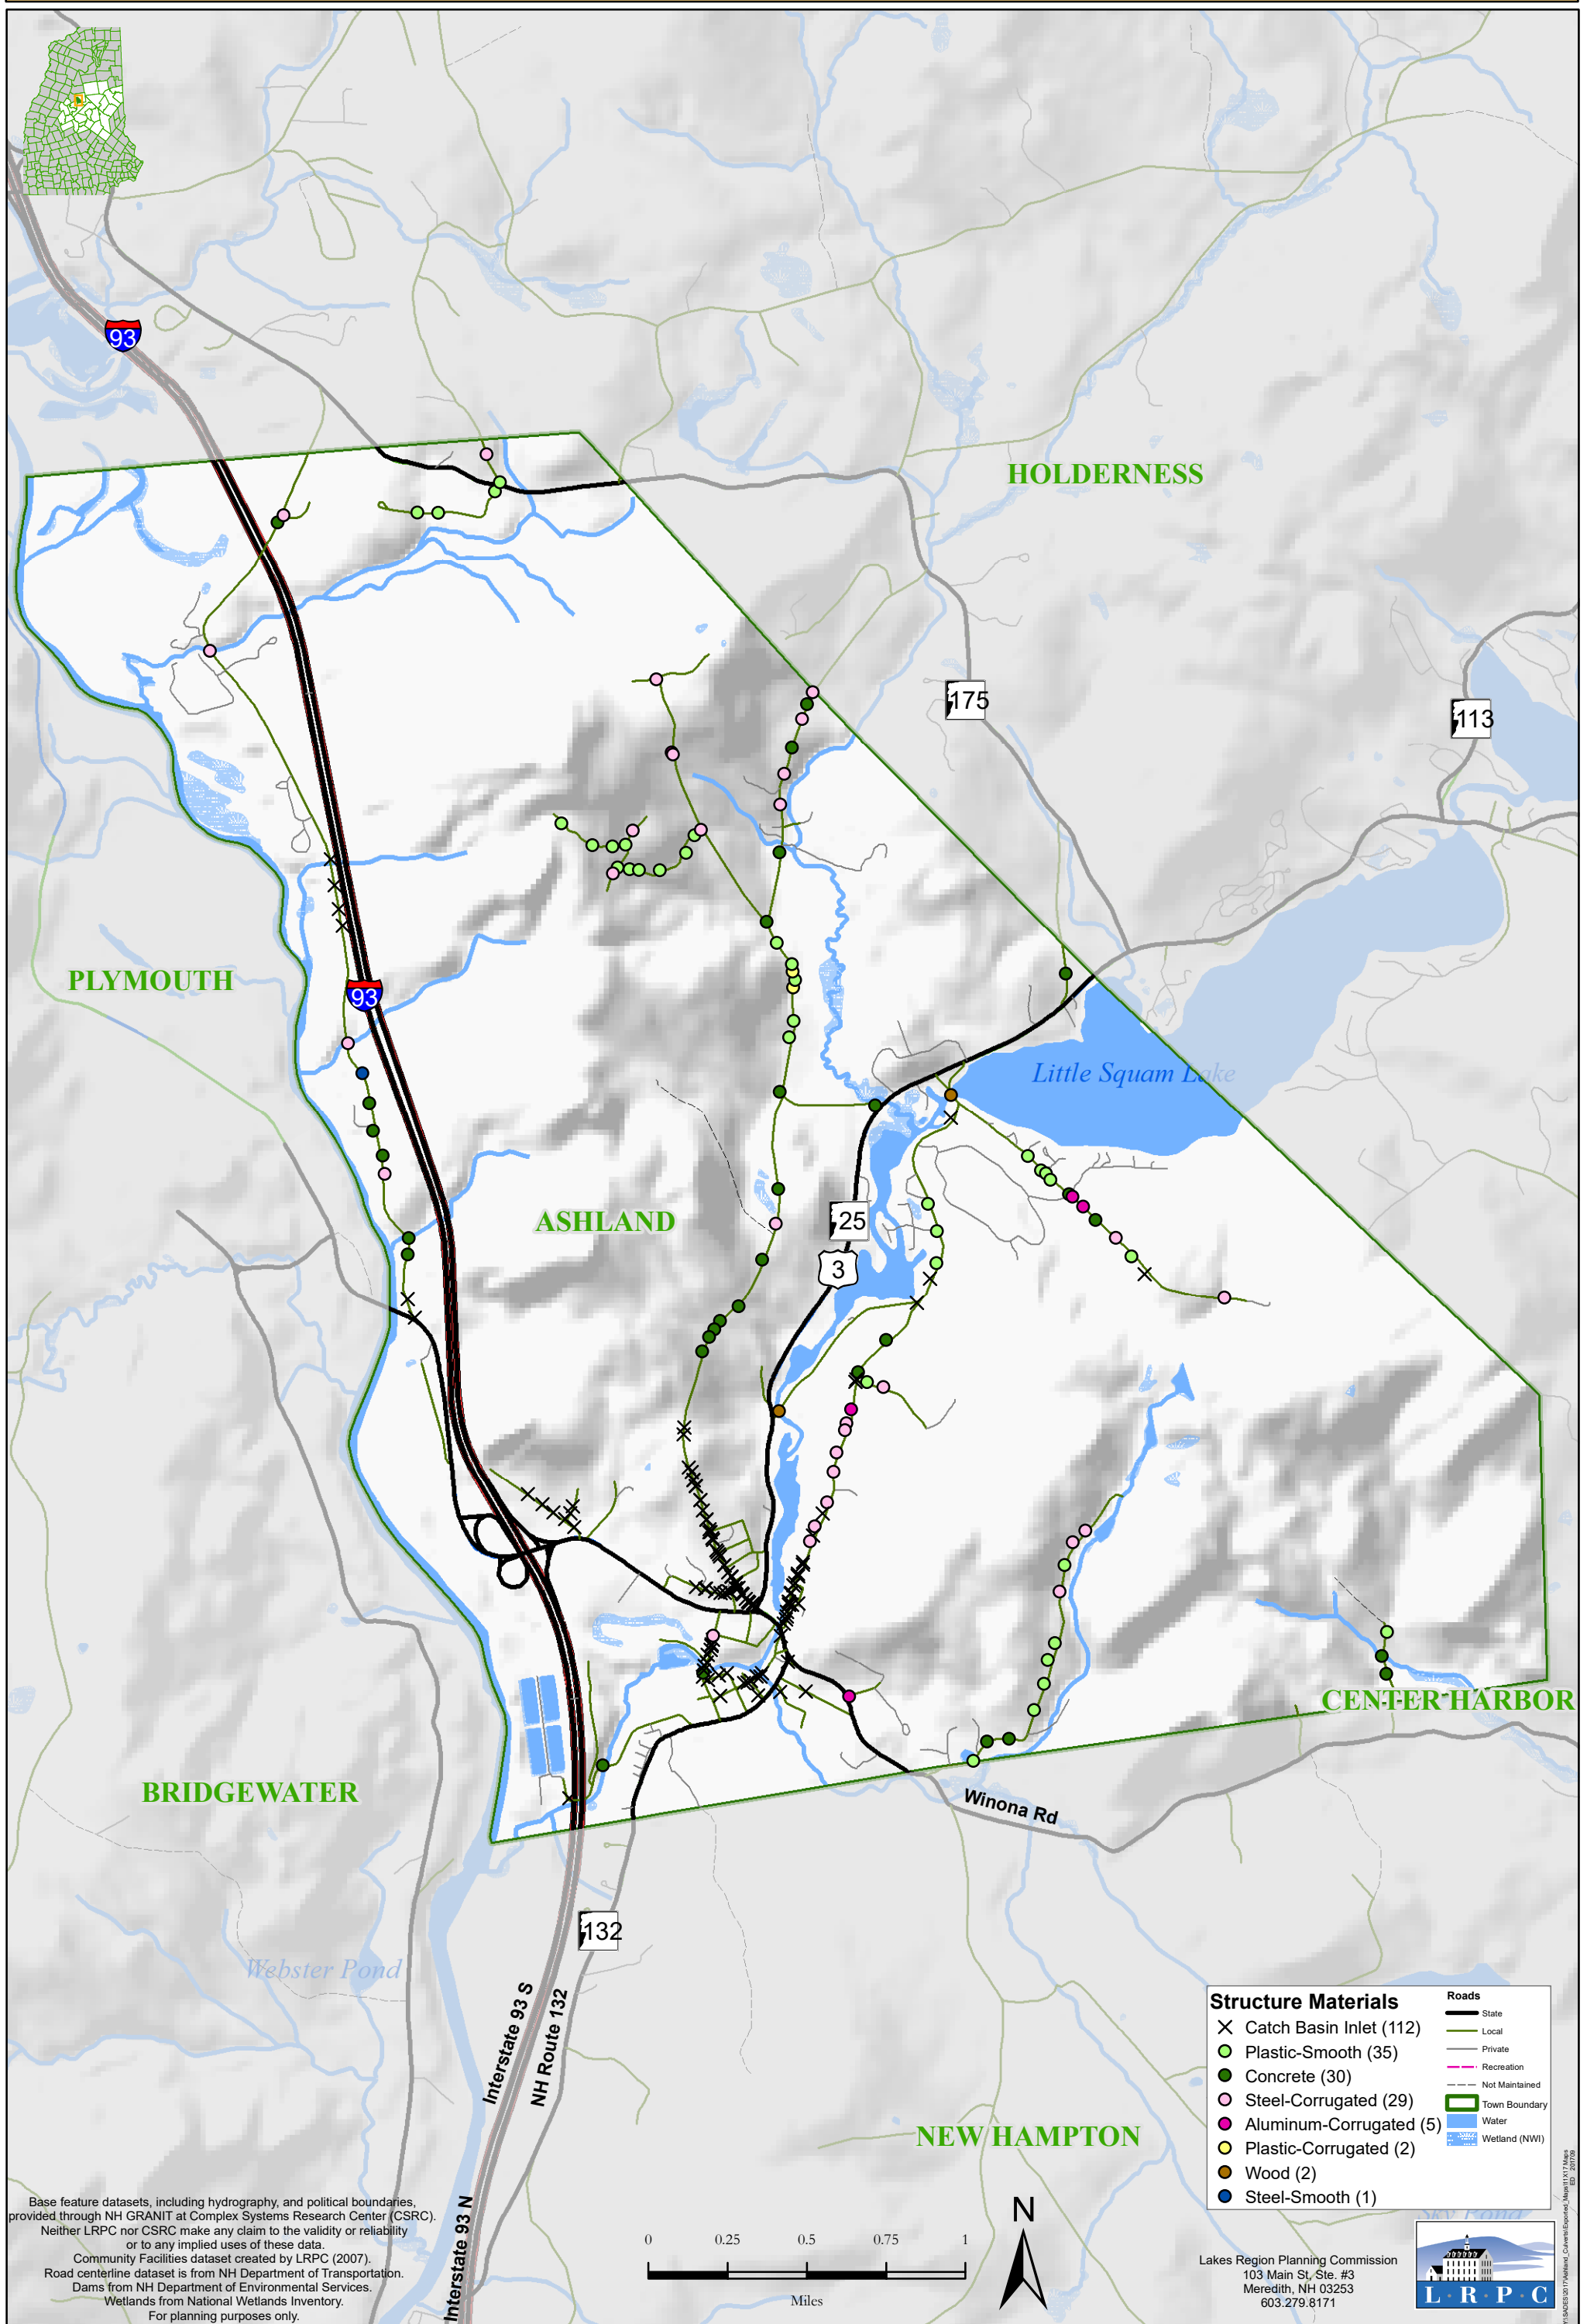 93
HOLDERNESS
175
113
PLYMOUTH
93
Little Squam Lake
ASHLAND
25
3
CENTER HARBOR
BRIDGEWATER
Winona Rd
132
Webster Pond
Interstate 93 S
NH Route 132
Interstate 93 N
NEW HAMPTON
Structure Materials
Catch Basin Inlet (112)
Plastic-Smooth (35)
Concrete (30)
Steel-Corrugated (29)
Aluminum-Corrugated (5)
Plastic-Corrugated (2)
Wood (2)
Steel-Smooth (1)
Roads
State
Local
Private
Recreation
Not Maintained
Town Boundary
Water
Wetland (NWI)
Sky Pond
Base feature datasets, including hydrography, and political boundaries,
provided through NH GRANIT at Complex Systems Research Center (CSRC).
Neither LRPC nor CSRC make any claim to the validity or reliability
or to any implied uses of these data.
Community Facilities dataset created by LRPC (2007).
Road centerline dataset is from NH Department of Transportation.
Dams from NH Department of Environmental Services.
Wetlands from National Wetlands Inventory.
For planning purposes only.
0 0.25 0.5 0.75 1
Miles
N
Lakes Region Planning Commission
103 Main St, Ste. #3
Meredith, NH 03253
603.279.8171
L·R·P·C